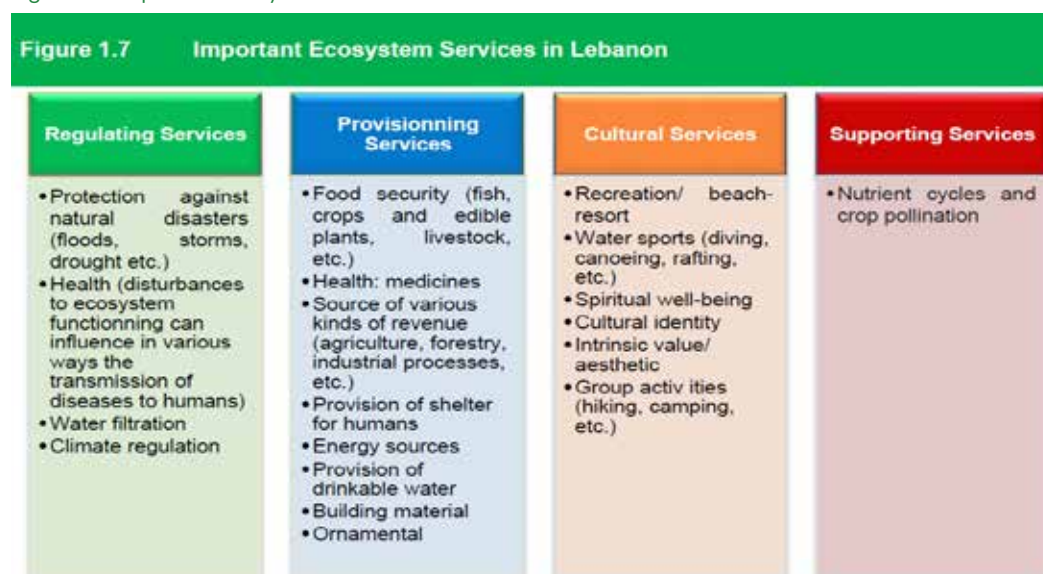 Figure 1.7 Important Ecosystem Services in Lebanon
Regulating Services
•Protection against
natural disasters
(floods, storms,
drought etc.)
•Health (disturbances
to ecosystem
functionning can
influence in various
ways the
transmission of
diseases to humans)
•Water filtration
•Climate regulation
Provisionning
Services
•Food security (fish,
crops and edible
plants, livestock,
etc.)
•Health: medicines
•Source of various
kinds of revenue
(agriculture, forestry,
industrial processes,
etc.)
•Provision of shelter
for humans
•Energy sources
•Provision of
drinkable water
•Building material
•Ornamental
Cultural Services
•Recreation/ beach-
resort
•Water sports (diving,
canoeing, rafting,
etc.)
•Spiritual well-being
•Cultural identity
•Intrinsic value/
aesthetic
•Group activ ities
(hiking, camping,
etc.)
Supporting Services
•Nutrient cycles and
crop pollination